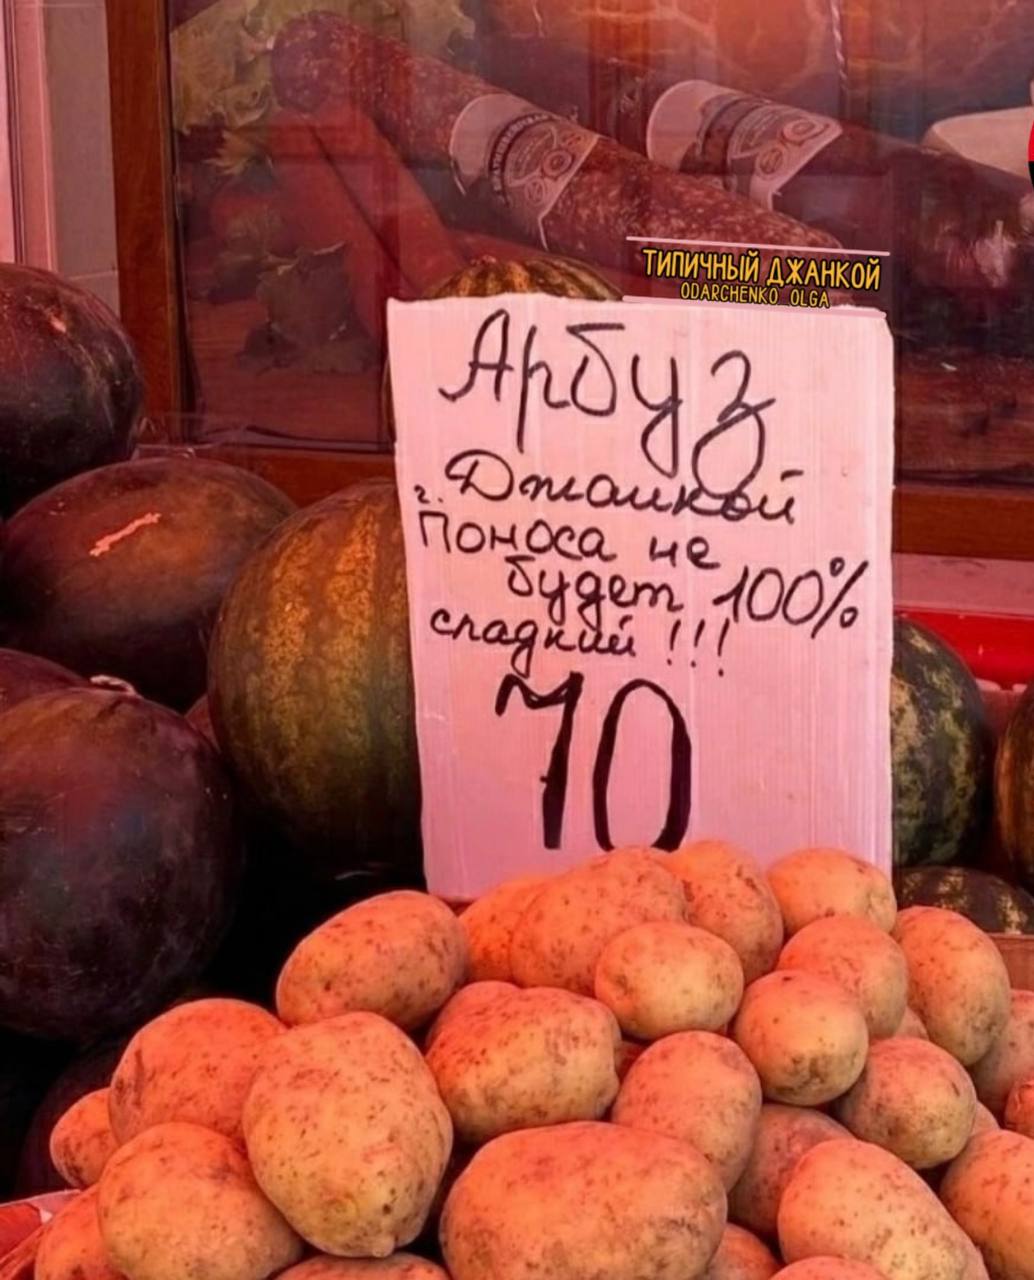 ТИПИЧНЫЙ ДЖАНКОЙ
ODARCHENKO_OLGA
Арбуз
г. Джанкой
Поноса не
будет 100%
сладкий !!!
70